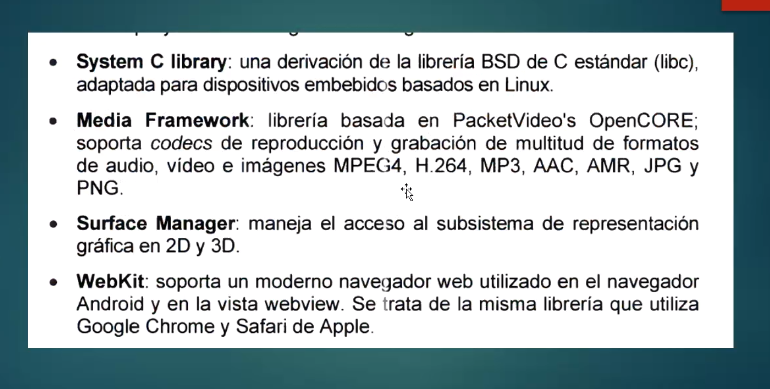 • System C library: una derivación de la librería BSD de C estándar (libc),
adaptada para dispositivos embebidos basados en Linux.
• Media Framework: librería basada en PacketVideo's OpenCORE;
soporta codecs de reproducción y grabación de multitud de formatos
de audio, vídeo e imágenes MPEG4, H.264, MP3, AAC, AMR, JPG y
PNG.
• Surface Manager: maneja el acceso al subsistema de representación
gráfica en 2D y 3D.
• WebKit: soporta un moderno navegador web utilizado en el navegador
Android y en la vista webview. Se trata de la misma librería que utiliza
Google Chrome y Safari de Apple.